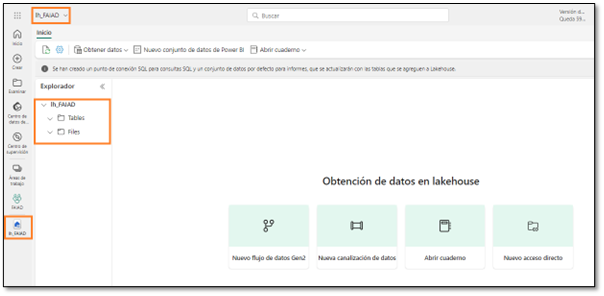 lh_FAIAD
Buscar
Versión d...
Queda 59...
Inicio
Inicio
Obtener datos
Nuevo conjunto de datos de Power BI
Abrir cuaderno
Crear
Se han creado un punto de conexión SQL para consultas SQL y un conjunto de datos por defecto para informes, que se actualizarán con las tablas que se agreguen a Lakehouse.
Examinar
Explorador
lh_FAIAD
Tables
Files
Centro de
datos de...
Centro de
supervisión
Áreas de
trabajo
FAIAD
lh_FAIAD
Obtención de datos en lakehouse
Nuevo flujo de datos Gen2
Nueva canalización de datos
Abrir cuaderno
Nuevo acceso directo